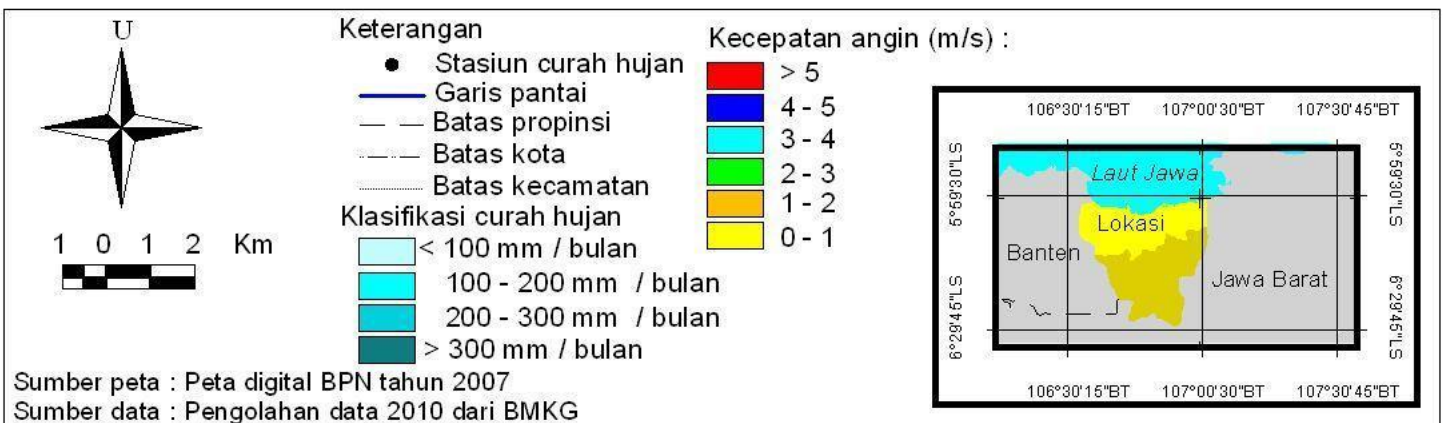 U
1 0 1 2 Km
Keterangan
Stasiun curah hujan
Garis pantai
Batas propinsi
Batas kota
Batas kecamatan
Klasifikasi curah hujan
< 100 mm / bulan
100 - 200 mm / bulan
200 - 300 mm / bulan
> 300 mm / bulan
Kecepatan angin (m/s) :
> 5
4 - 5
3 - 4
2 - 3
1 - 2
0 - 1
106°30'15"BT 107°00'30"BT 107°30'45"BT
5°59'30"LS
5°59'30"LS
Laut Jawa
Lokasi
Banten
Jawa Barat
6°29'45"LS
6°29'45"LS
106°30'15"BT 107°00'30"BT 107°30'45"BT
Sumber peta : Peta digital BPN tahun 2007
Sumber data : Pengolahan data 2010 dari BMKG